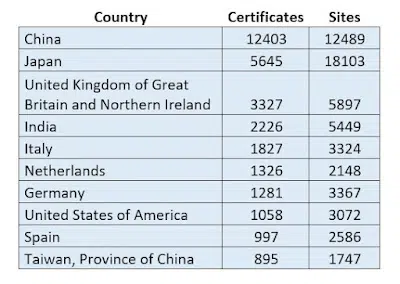 Country Certificates Sites
China 12403 12489
Japan 5645 18103
United Kingdom of Great
Britain and Northern Ireland 3327 5897
India 2226 5449
Italy 1827 3324
Netherlands 1326 2148
Germany 1281 3367
United States of America 1058 3072
Spain 997 2586
Taiwan, Province of China 895 1747